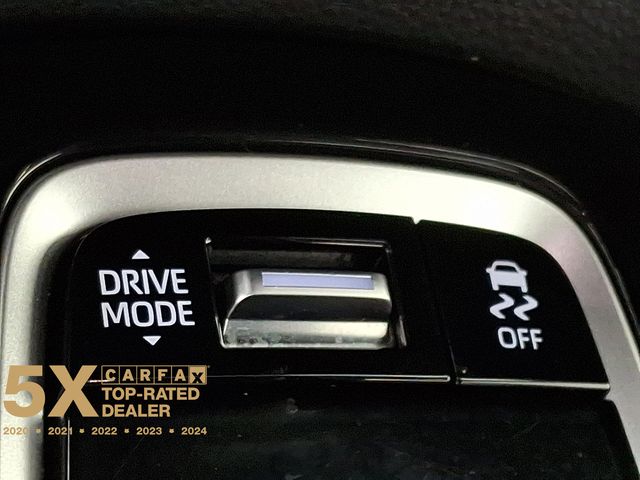 DRIVE
MODE
OFF
5X CARFAX
TOP-RATED
DEALER
2020 2021 2022 2023 2024